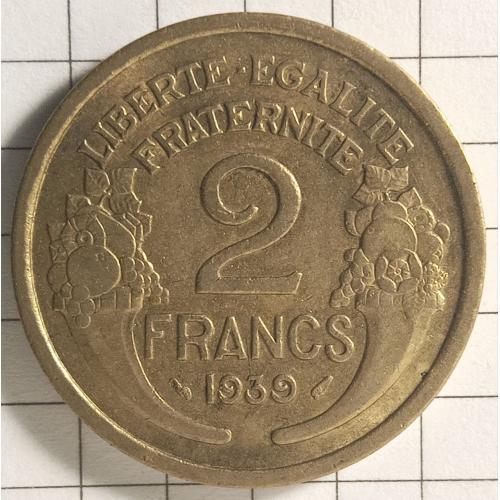 LIBERTE·EGALITE
FRATERNITE
2
FRANCS
1939